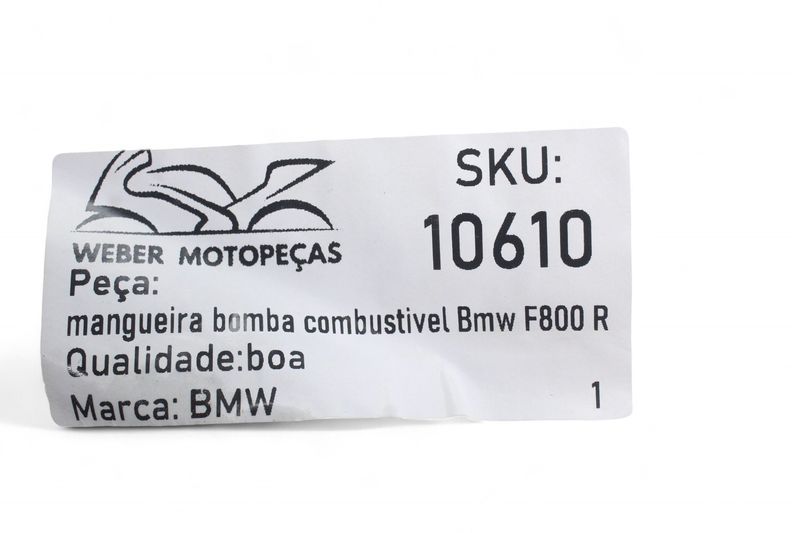 WEBER MOTOPEÇAS
SKU:
10610
Peça:
mangueira bomba combustivel Bmw F800 R
Qualidade:boa
Marca: BMW
1